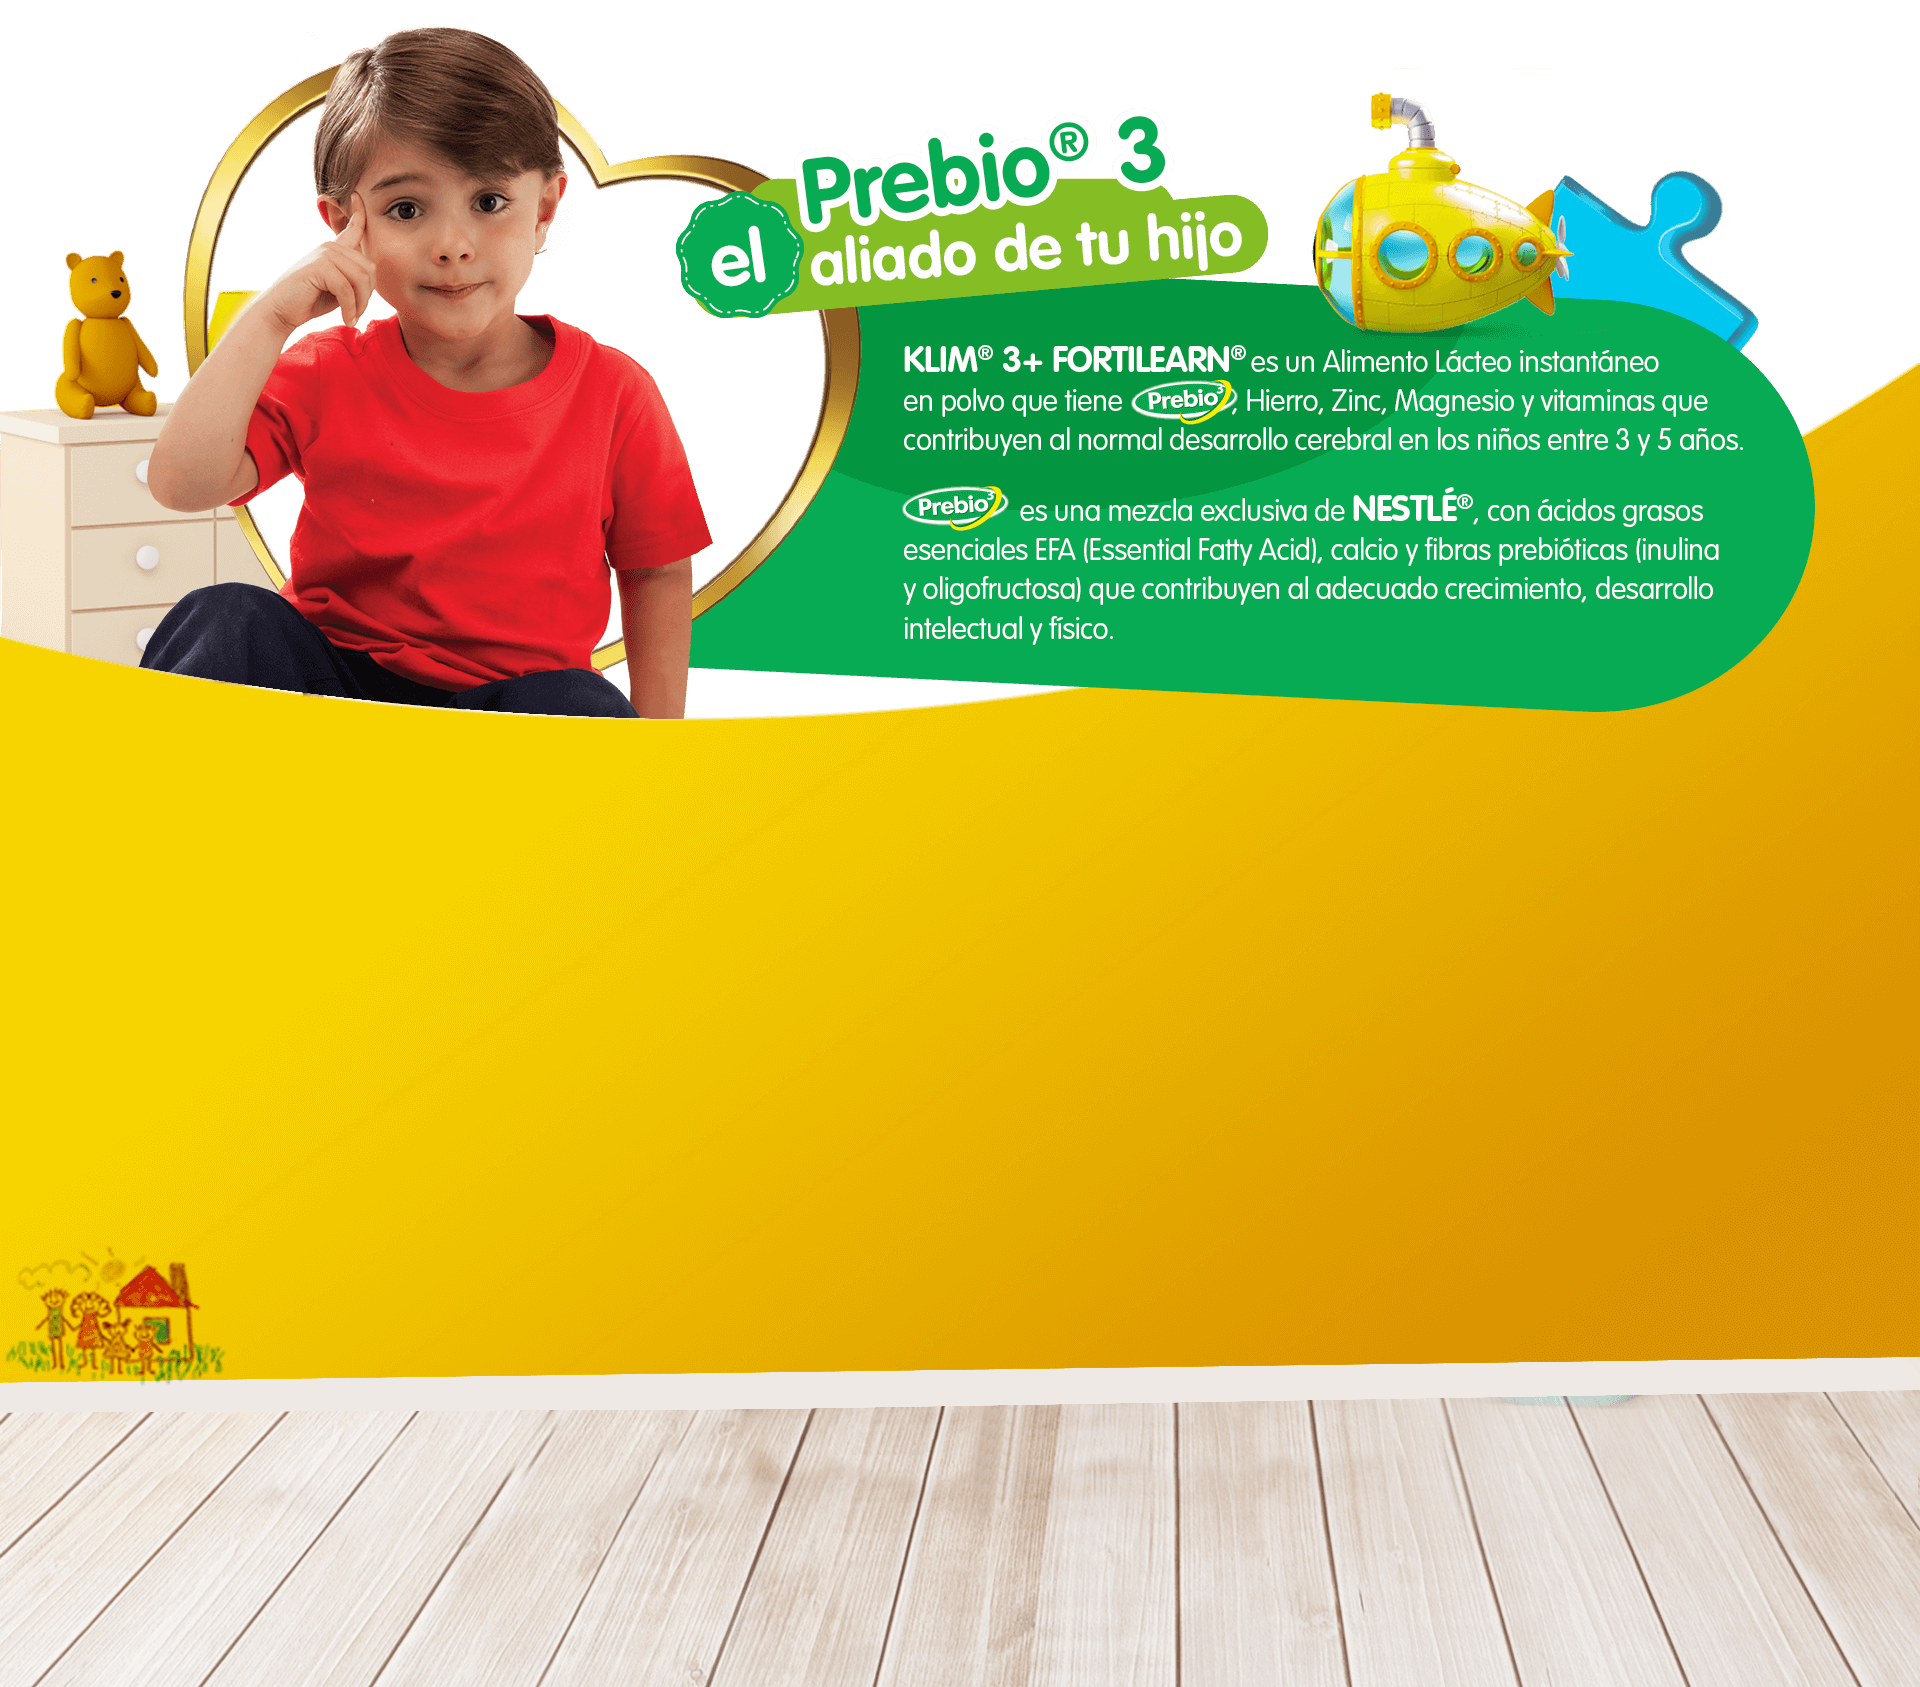 Prebio® 3
el aliado de tu hijo
KLIM® 3+ FORTILEARN® es un Alimento Lácteo instantáneo
en polvo que tiene Prebio³, Hierro, Zinc, Magnesio y vitaminas que
contribuyen al normal desarrollo cerebral en los niños entre 3 y 5 años.
Prebio³ es una mezcla exclusiva de NESTLÉ®, con ácidos grasos
esenciales EFA (Essential Fatty Acid), calcio y fibras prebióticas (inulina
y oligofructosa) que contribuyen al adecuado crecimiento, desarrollo
intelectual y físico.